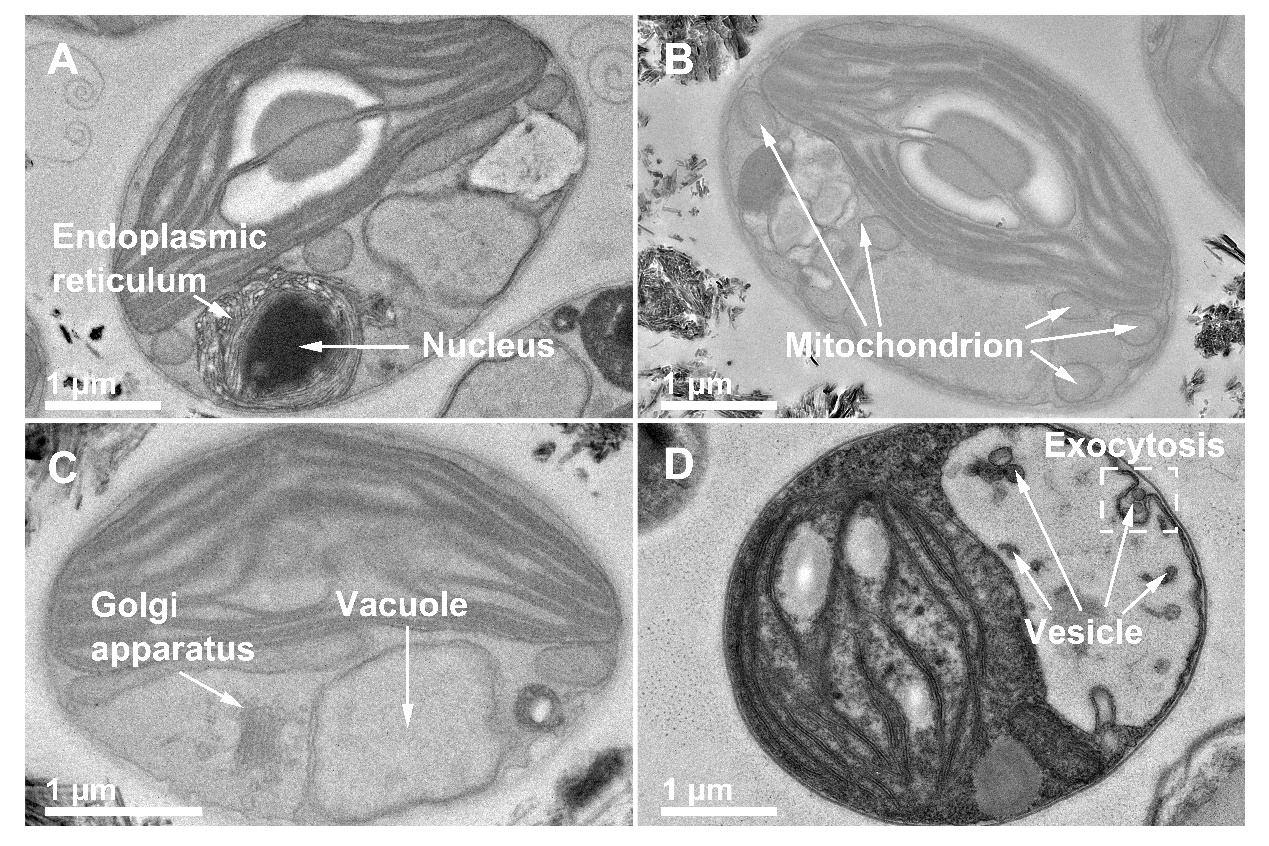 A
Endoplasmic
reticulum
Nucleus
1 µm
B
Mitochondrion
1 µm
C
Golgi
apparatus
Vacuole
1 µm
D
Exocytosis
Vesicle
1 µm